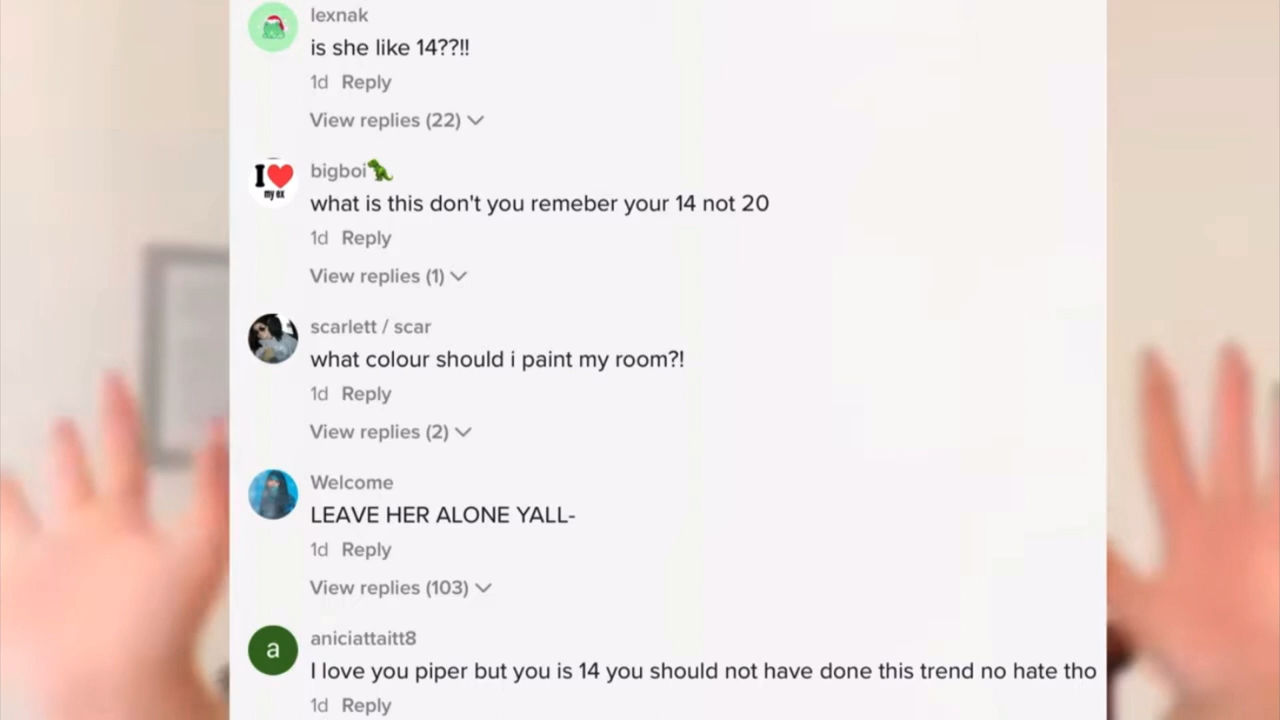 lexnak
is she like 14??!!
1d Reply
View replies (22)
I ❤️
my ex
bigboi🦖
what is this don't you remeber your 14 not 20
1d Reply
View replies (1)
scarlett / scar
what colour should i paint my room?!
1d Reply
View replies (2)
Welcome
LEAVE HER ALONE YALL-
1d Reply
View replies (103)
a
aniciattaitt8
I love you piper but you is 14 you should not have done this trend no hate tho
1d Reply